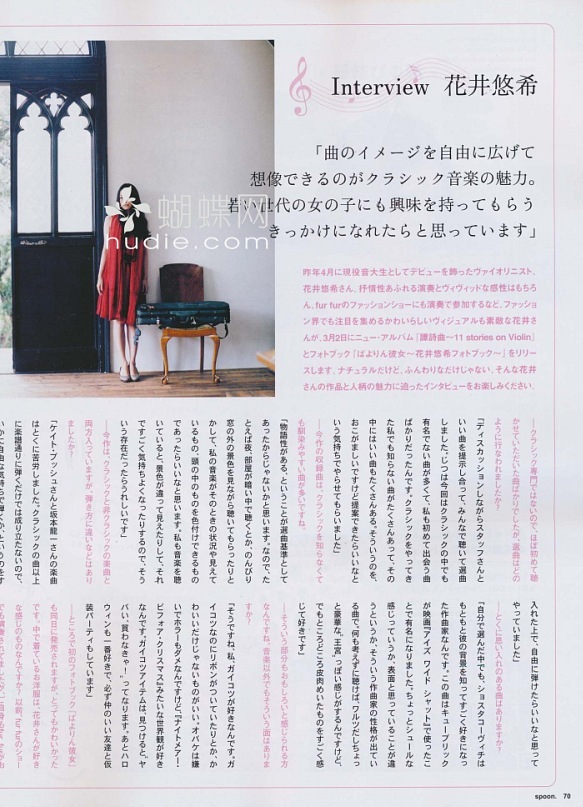 Interview 花井悠希
「曲のイメージを自由に広げて
想像できるのがクラシック音楽の魅力。
若い世代の女の子にも興味を持ってもらう
きっかけになれたらと思っています」
蝴蝶网
hudie.com
昨年4月に現役音大生としてデビューを飾ったヴァイオリニスト、
花井悠希さん。抒情性あふれる演奏とヴィヴィッドな感性はもちろ
ん、fur furのファッションショーにも演奏で参加するなど、ファッショ
ン界でも注目を集めるかわいらしいヴィジュアルも素敵な花井さ
んが、3月2日にニュー・アルバム『譚詩曲〜11 stories on Violin』
とフォトブック『ぱよりん彼女〜花井悠希フォトブック〜』をリリー
スします。ナチュラルだけど、ふんわりなだけじゃない、そんな花井
さんの作品と人柄の魅力に迫ったインタビューをお楽しみください。
──クラシック専門ではないので、ほぼ初めて聴
かせていただいた曲ばかりでしたが、選曲はどの
ように行なわれましたか?
「ディスカッションしながらスタッフさんと
いい曲を提示し合って、みんなで聴いて選曲
しました。じつは今回はクラシックの中でも
有名でない曲が多くて、私も初めて出会う曲
ばかりだったんです。クラシックをやってき
た私でも知らない曲がたくさんあって、その
中にはいい曲もたくさんある。そういうのを、
おこがましいですけど提案できたらいいなと
いう気持ちでやらせてもらいました」
──今作の収録曲は、クラシックを知らなくて
も馴染みやすい曲が多いですね。
「物語性がある、ということが選曲基準として
あったからじゃないかと思います。なので、た
とえば夜、部屋が暗い中で聴くとか、のんびり
窓の外の景色を見ながら聴いてもらったりと
かして、私の音楽がそのときの状況や見えて
いるもの、頭の中のものを色付けできるもの
であったらいいなと思います。私も音楽を聴
いていると、景色が違って見えたりして、それ
ですごく気持ちよくなったりするので、そう
いう存在だったらうれしいです」
──今作は、クラシックと非クラシックの楽曲と
両方入っていますが、弾き方に違いなどはあり
ましたか?
「ケイト・ブッシュさんと坂本龍一さんの楽曲
はとくに苦労しました。クラシックの曲以上
に楽譜通りに弾くだけでは成り立たないので、
いかに自由な気持ちで弾くか、というのをす
入れた上で、自由に弾けたらいいなと思って
やっていました」
──とくに思い入れのある曲はありますか?
「自分で選んだ中でも、ショスタコーヴィチは
もともと彼の背景を知ってすごく好きになっ
た作曲家なんです。この曲はキューブリック
が映画『アイズ ワイド シャット』で使ったこ
とで有名になりました。ちょっとシュールな
感じっていうか、表面と思っていることが違
うというか、そういう作曲家の性格が出てい
る曲で。何も考えずに聴けば、ワルツだしちょっ
と豪華な、王宮っぽい感じがするんですけど、
でもところどころ皮肉めいたものをすごく感
じて好きです」
──そういう部分もおもしろいと感じられる方
なんですね。音楽以外でもそういう面はありま
すか?
「そうですね、私、ガイコツが好きなんです。ガ
イコツなのにリボンがついていたりとか、か
わいいだけじゃないものがいい。オバケは嫌
いでホラーもダメなんですけど、『ナイトメアー・
ビフォア・クリスマス』みたいな世界観が好き
なんです。ガイコツアイテムは、見つけると、ヤ
バい、買わなきゃー。ってなります。あとハロ
ウィンも一番好きで、必ず仲のいい友達と仮
装パーティもしています」
──ところで、初のフォトブック『ぱよりん彼女』
も同日に発売されますが、とってもかわいかった
です。中で着ているお洋服は、花井さんが好き
な感じのものなんですか? 以前、fur furのショー
spoon. 70